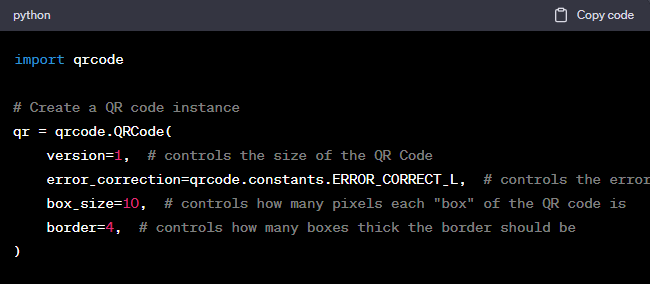 python
Copy code
import qrcode
# Create a QR code instance
qr = qrcode.QRCode(
    version=1,  # controls the size of the QR Code
    error_correction=qrcode.constants.ERROR_CORRECT_L,  # controls the error
    box_size=10,  # controls how many pixels each "box" of the QR code is
    border=4,  # controls how many boxes thick the border should be
)